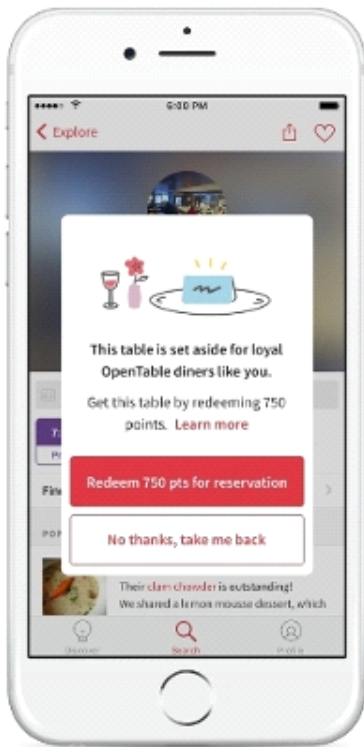 6:00 PM
Explore
This table is set aside for loyal
OpenTable diners like you.
Get this table by redeeming 750
points. Learn more
Redeem 750 pts for reservation
No thanks, take me back
Their clam chowder is outstanding!
We shared a lemon mousse dessert, which
Discover
Search
Profile